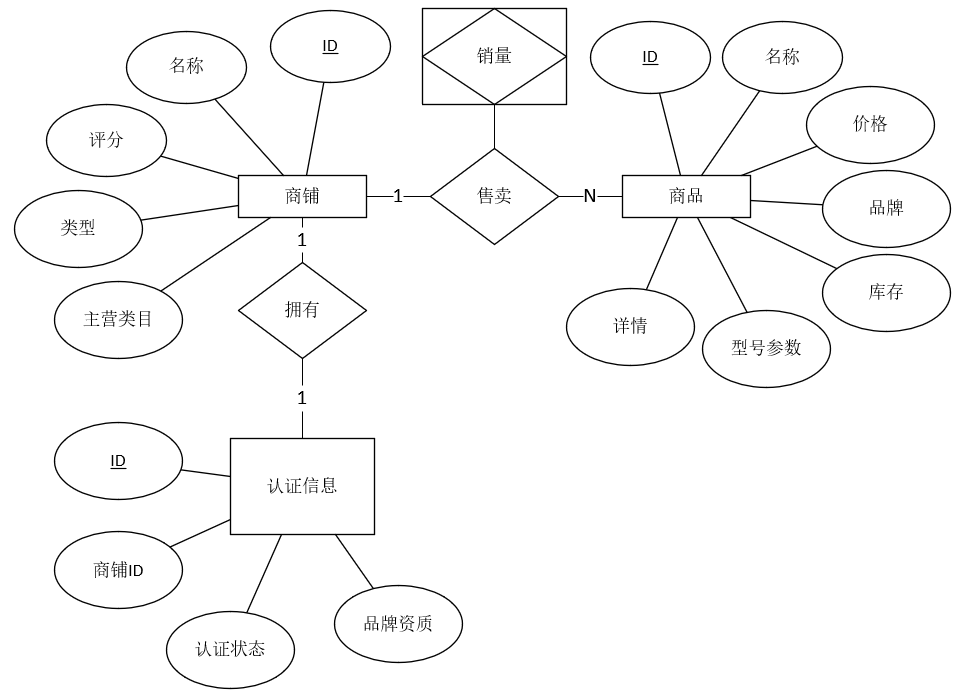 ID
名称
评分
类型
主营类目
商铺
1
售卖
销量
N
商品
ID
名称
价格
品牌
库存
型号参数
详情
1
拥有
1
认证信息
ID
商铺ID
认证状态
品牌资质